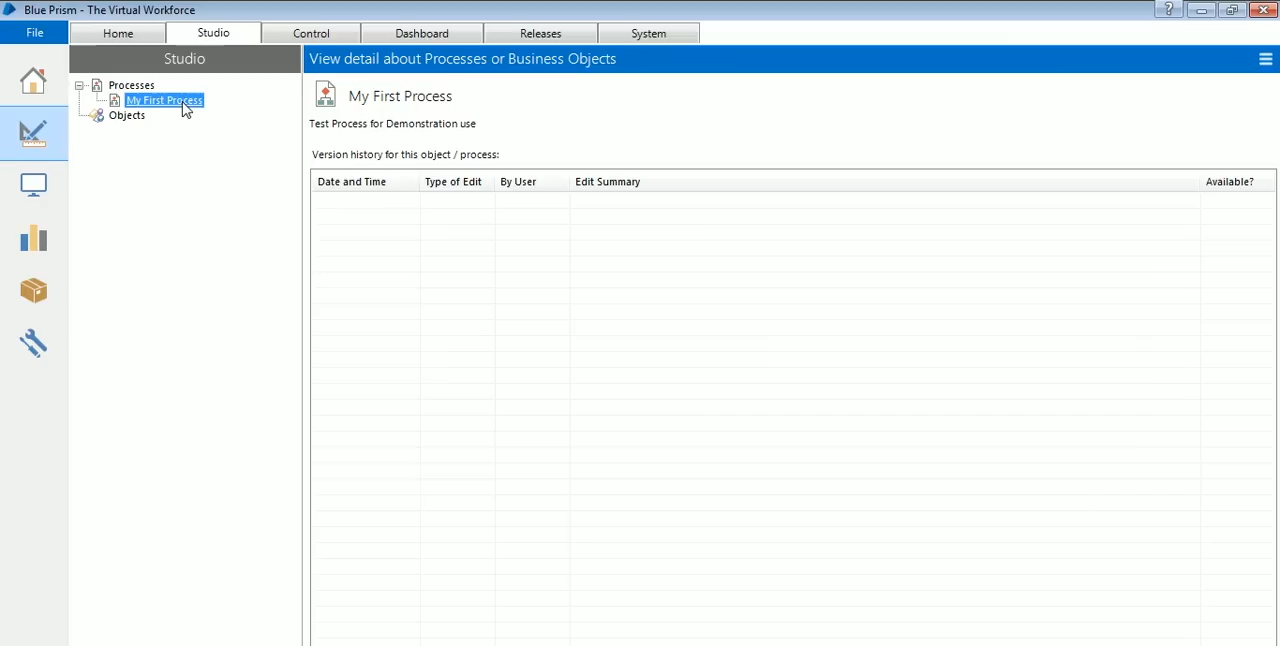 Blue Prism - The Virtual Workforce
?
File
Home
Studio
Control
Dashboard
Releases
System
Studio
View detail about Processes or Business Objects
Processes
My First Process
Objects
My First Process
Test Process for Demonstration use
Version history for this object / process:
Date and Time
Type of Edit
By User
Edit Summary
Available?